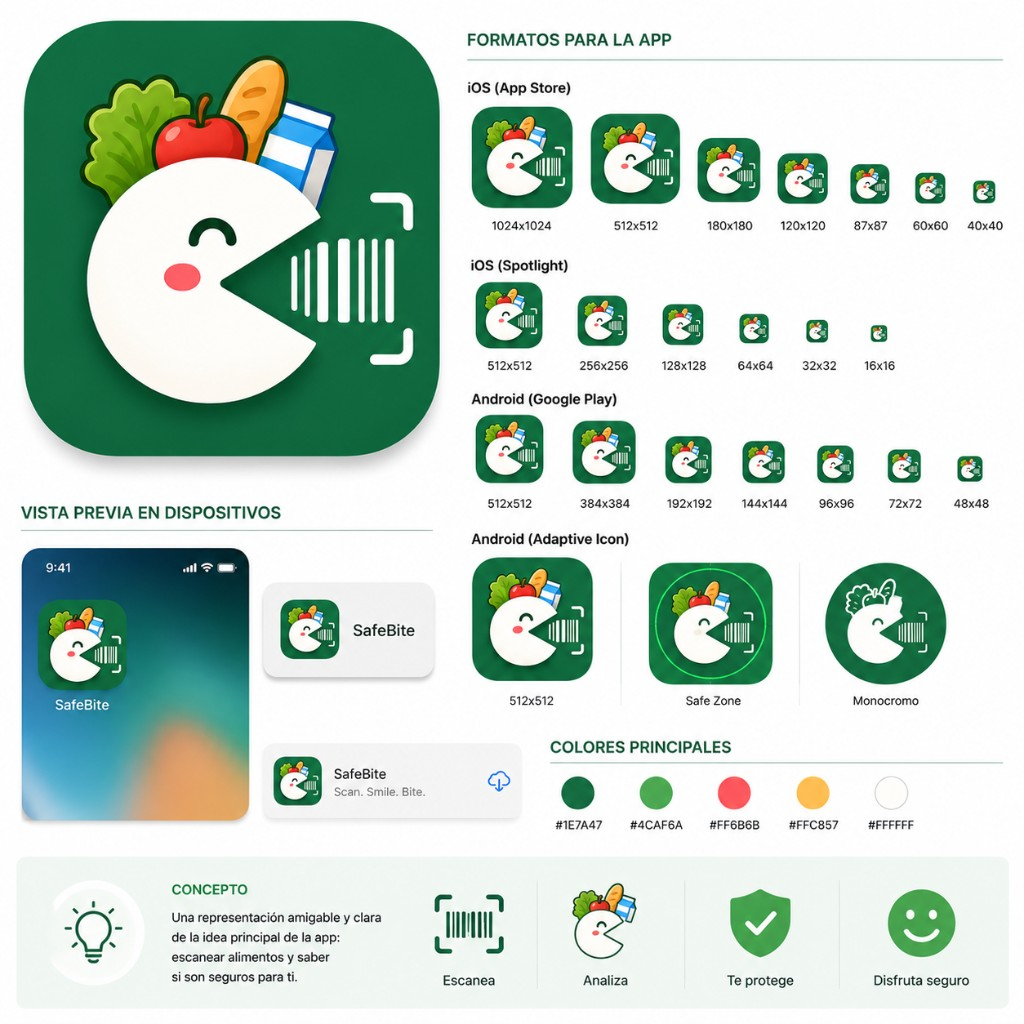 FORMATOS PARA LA APP
iOS (App Store)
1024x1024
512x512
180x180
120x120
87x87
60x60
40x40
iOS (Spotlight)
512x512
256x256
128x128
64x64
32x32
16x16
Android (Google Play)
512x512
384x384
192x192
144x144
96x96
72x72
48x48
Android (Adaptive Icon)
512x512
Safe Zone
Monocromo
VISTA PREVIA EN DISPOSITIVOS
9:41
SafeBite
SafeBite
SafeBite
Scan. Smile. Bite.
COLORES PRINCIPALES
#1E7A47
#4CAF6A
#FF6B6B
#FFC857
#FFFFFF
CONCEPTO
Una representación amigable y clara
de la idea principal de la app:
escanear alimentos y saber
si son seguros para ti.
Escanea
Analiza
Te protege
Disfruta seguro